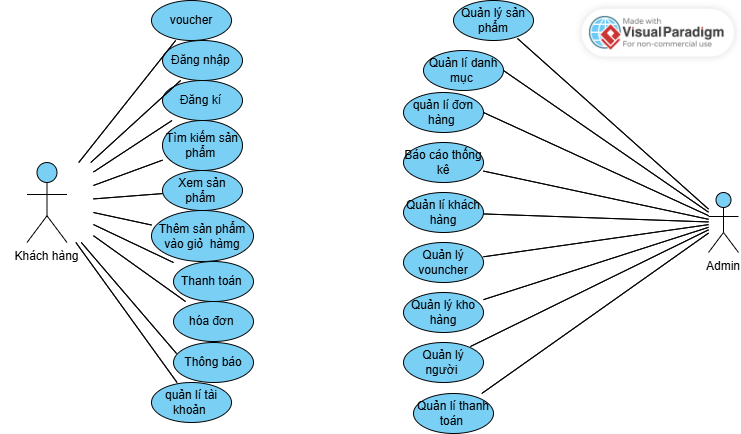 voucher
Đăng nhập
Đăng kí
Tìm kiếm sản
phẩm
Xem sản
phẩm
Thêm sản phẩm
vào giỏ hàmg
Thanh toán
hóa đơn
Thông báo
quản lí tài
khoản
Khách hàng
Quản lý sản
phẩm
Quản lí danh
mục
quản lí đơn
hàng
Báo cáo thống
kê
Quản lí khách
hàng
Quản lý
vouncher
Quản lý kho
hàng
Quản lý
người
Quản lí thanh
toán
Admin
Made with
VisualParadigm
For non-commercial use